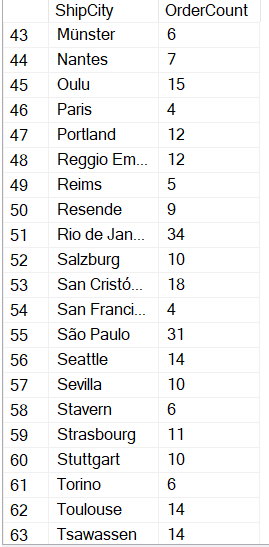 ShipCity OrderCount
43 Münster 6
44 Nantes 7
45 Oulu 15
46 Paris 4
47 Portland 12
48 Reggio Em... 12
49 Reims 5
50 Resende 9
51 Rio de Jan... 34
52 Salzburg 10
53 San Cristó... 18
54 San Franci... 4
55 São Paulo 31
56 Seattle 14
57 Sevilla 10
58 Stavern 6
59 Strasbourg 11
60 Stuttgart 10
61 Torino 6
62 Toulouse 14
63 Tsawassen 14